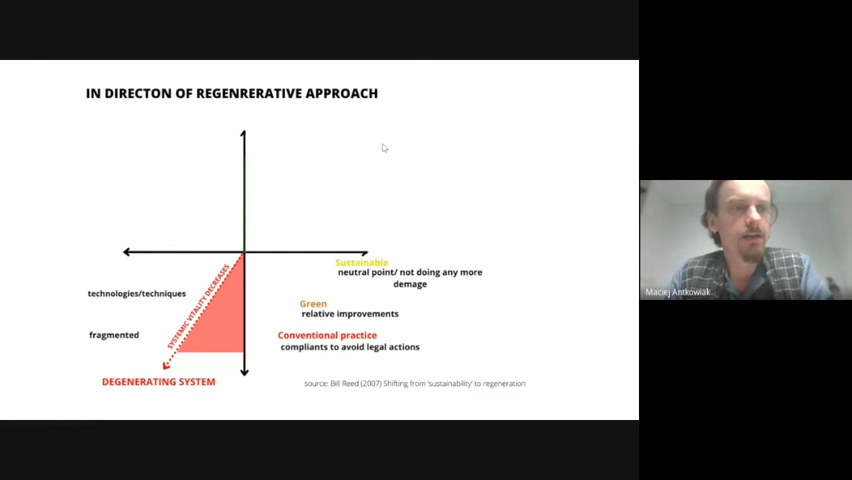 IN DIRECTON OF REGENRERATIVE APPROACH
Sustainable
neutral point/ not doing any more
damage
technologies/techniques
SYSTEMIC VITALITY DECREASES
Green
relative improvements
fragmented
Conventional practice
compliants to avoid legal actions
DEGENERATING SYSTEM
source: Bill Reed (2007) Shifting from 'sustainability' to regeneration
Maciej Antkowiak